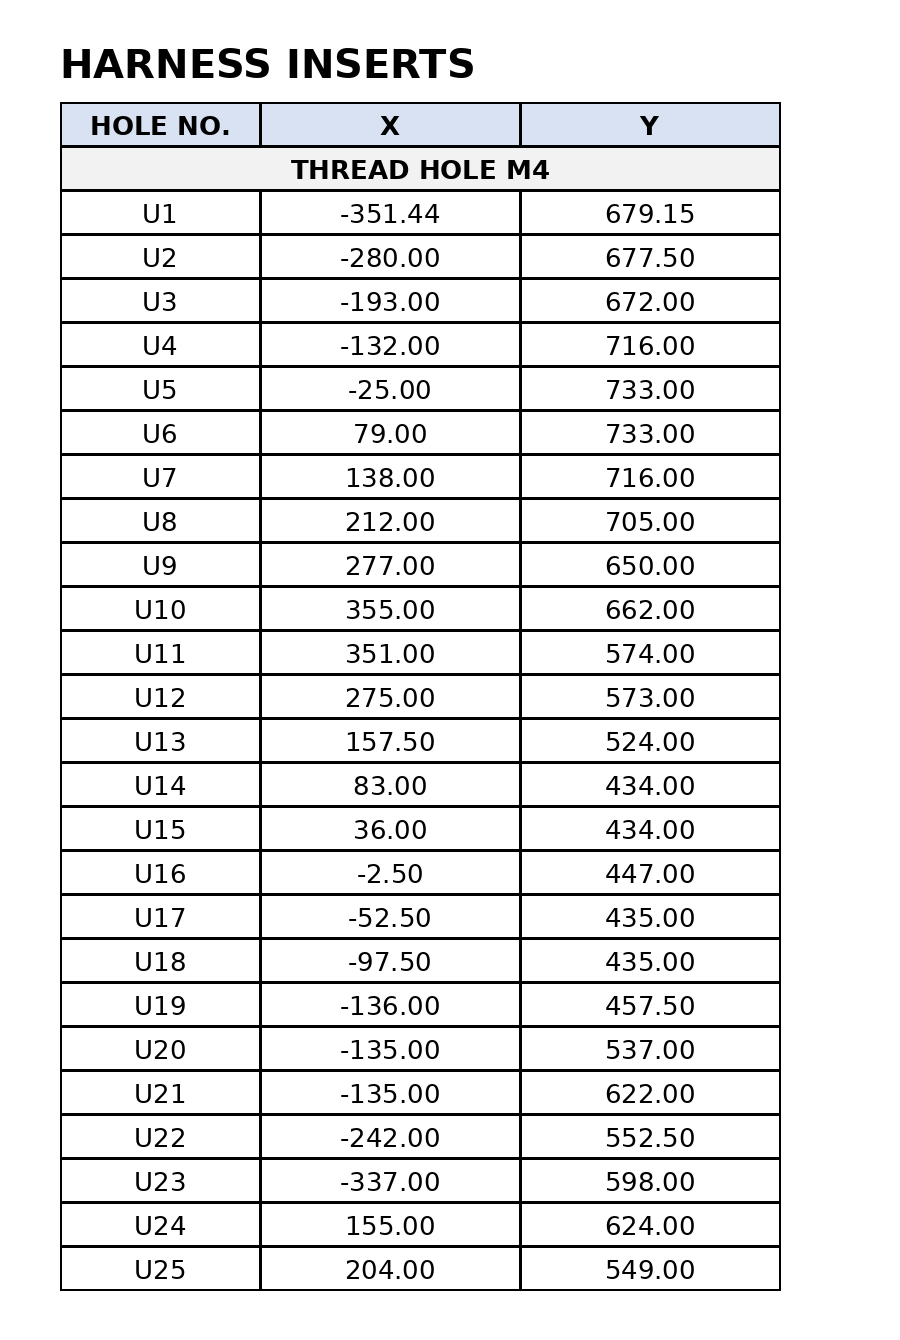 HARNESS INSERTS
HOLE NO. X Y
THREAD HOLE M4
U1 -351.44 679.15
U2 -280.00 677.50
U3 -193.00 672.00
U4 -132.00 716.00
U5 -25.00 733.00
U6 79.00 733.00
U7 138.00 716.00
U8 212.00 705.00
U9 277.00 650.00
U10 355.00 662.00
U11 351.00 574.00
U12 275.00 573.00
U13 157.50 524.00
U14 83.00 434.00
U15 36.00 434.00
U16 -2.50 447.00
U17 -52.50 435.00
U18 -97.50 435.00
U19 -136.00 457.50
U20 -135.00 537.00
U21 -135.00 622.00
U22 -242.00 552.50
U23 -337.00 598.00
U24 155.00 624.00
U25 204.00 549.00